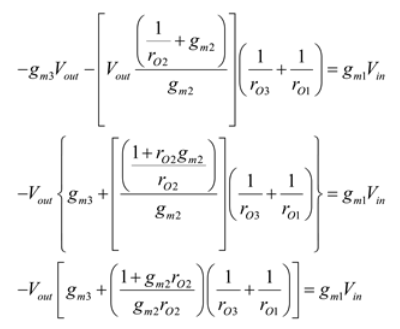 $-g_{m3}V_{out} - \left[ V_{out} \frac{\left( \frac{1}{r_{O2}} + g_{m2} \right)}{g_{m2}} \right] \left( \frac{1}{r_{O3}} + \frac{1}{r_{O1}} \right) = g_{m1}V_{in}$
$-V_{out} \left\{ g_{m3} + \left[ \frac{\left( \frac{1 + r_{O2}g_{m2}}{r_{O2}} \right)}{g_{m2}} \right] \left( \frac{1}{r_{O3}} + \frac{1}{r_{O1}} \right) \right\} = g_{m1}V_{in}$
$-V_{out} \left[ g_{m3} + \left( \frac{1 + g_{m2}r_{O2}}{g_{m2}r_{O2}} \right) \left( \frac{1}{r_{O3}} + \frac{1}{r_{O1}} \right) \right] = g_{m1}V_{in}$